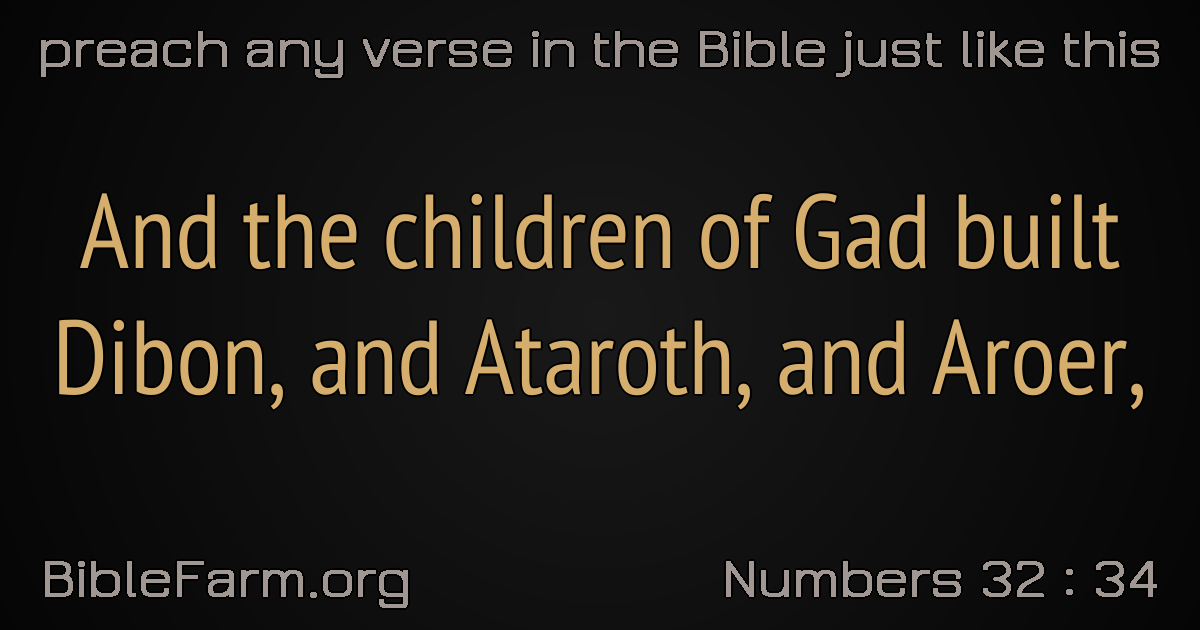 preach any verse in the Bible just like this
And the children of Gad built
Dibon, and Ataroth, and Aroer,
BibleFarm.org
Numbers 32 : 34